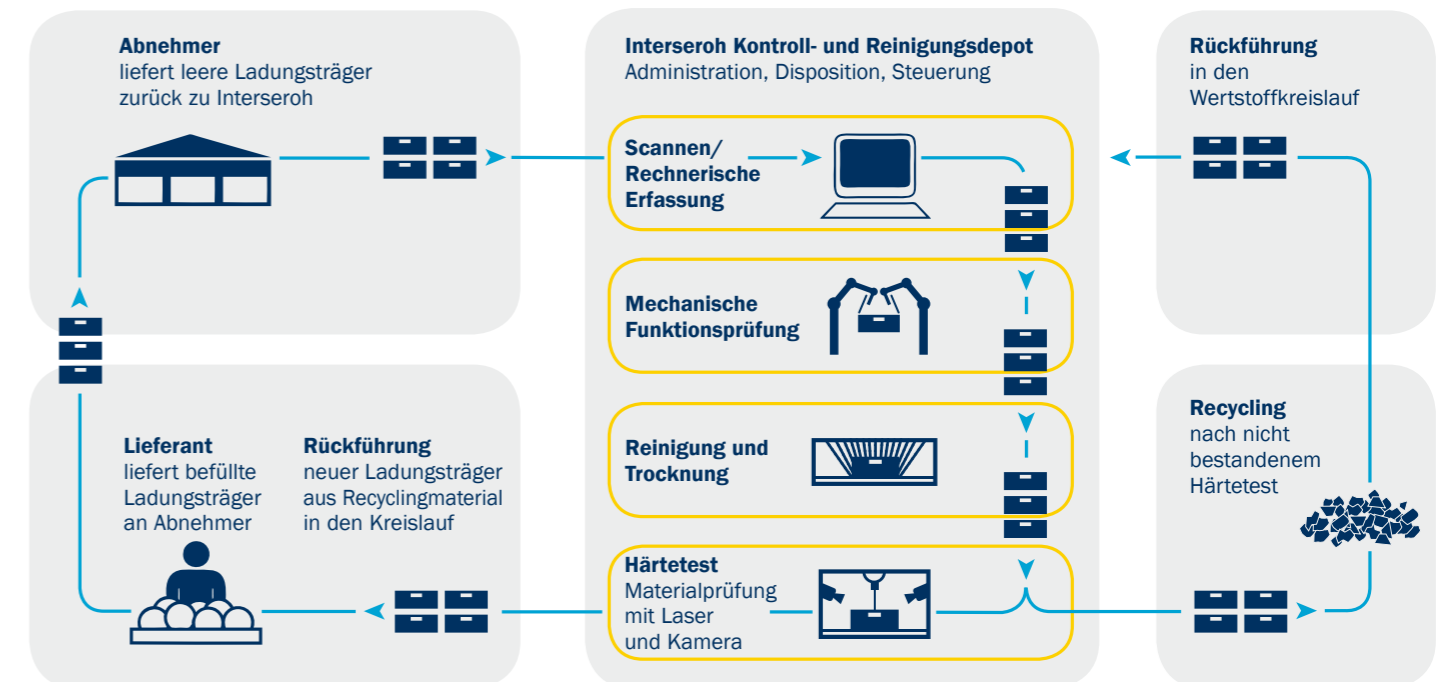 Abnehmer
liefert leere Ladungsträger
zurück zu Interseroh
Interseroh Kontroll- und Reinigungsdepot
Administration, Disposition, Steuerung
Rückführung
in den
Wertstoffkreislauf
Scannen/
Rechnerische
Erfassung
Mechanische
Funktionsprüfung
Reinigung und
Trocknung
Härtetest
Materialprüfung
mit Laser
und Kamera
Lieferant
liefert befüllte
Ladungsträger
an Abnehmer
Rückführung
neuer Ladungsträger
aus Recyclingmaterial
in den Kreislauf
Recycling
nach nicht
bestandenem
Härtetest